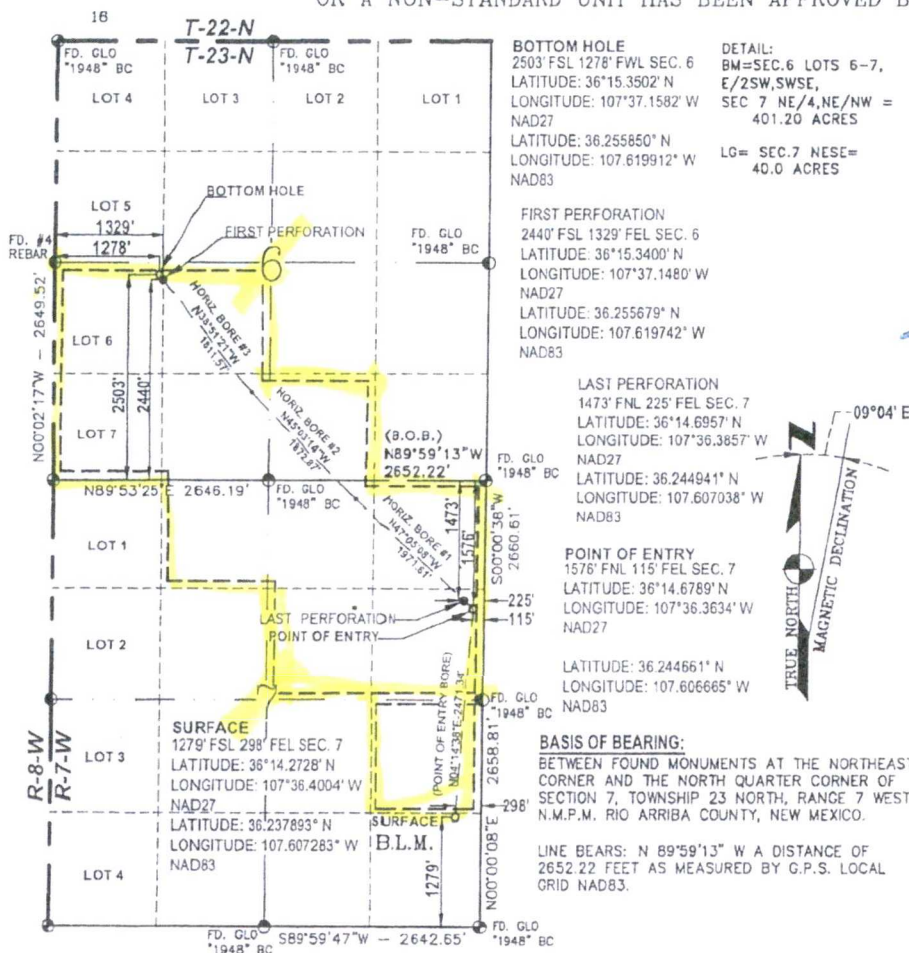 OR A NON-STANDARD UNIT HAS BEEN APPROVED B
16
T-22-N
T-23-N
FD. GLO
"1948" BC
FD. GLO
"1948" BC
FD. GLO
"1948" BC
LOT 4
LOT 3
LOT 2
LOT 1
BOTTOM HOLE
2503' FSL 1278' FWL SEC. 6
LATITUDE: 36°15.3502' N
LONGITUDE: 107°37.1582' W
NAD27
LATITUDE: 36.255850° N
LONGITUDE: 107.619912° W
NAD83
DETAIL:
BM=SEC.6 LOTS 6-7,
E/2SW,SWSE,
SEC 7 NE/4,NE/NW =
401.20 ACRES
LG= SEC.7 NESE=
40.0 ACRES
BOTTOM HOLE
LOT 5
1329'
1278'
FIRST PERFORATION
6
FD. #4
REBAR
FD. GLO
"1948" BC
FIRST PERFORATION
2440' FSL 1329' FEL SEC. 6
LATITUDE: 36°15.3400' N
LONGITUDE: 107°37.1480' W
NAD27
LATITUDE: 36.255679° N
LONGITUDE: 107.619742° W
NAD83
N00°02'17"W - 2649.52'
LOT 6
2503'
2440'
HORIZ. BORE #3
N38°51'21"W
1811.57'
LOT 7
HORIZ. BORE #2
N45°03'14"W
1872.87'
(B.O.B.)
N89°59'13"W
2652.22'
FD. GLO
"1948" BC
LAST PERFORATION
1473' FNL 225' FEL SEC. 7
LATITUDE: 36°14.6957' N
LONGITUDE: 107°36.3857' W
NAD27
LATITUDE: 36.244941° N
LONGITUDE: 107.607038° W
NAD83
09°04' E
N
TRUE NORTH
MAGNETIC DECLINATION
N89°53'25"E 2646.19'
FD. GLO
"1948" BC
LOT 1
HORIZ. BORE #1
N47°05'08"W
1971.61'
1473'
1576'
S00°00'38"W
2660.61'
225'
115'
LOT 2
LAST PERFORATION
POINT OF ENTRY
POINT OF ENTRY
1576' FNL 115' FEL SEC. 7
LATITUDE: 36°14.6789' N
LONGITUDE: 107°36.3634' W
NAD27
LATITUDE: 36.244661° N
LONGITUDE: 107.606665° W
NAD83
7
FD. GLO
"1948" BC
R-8-W
R-7-W
LOT 3
SURFACE
1279' FSL 298' FEL SEC. 7
LATITUDE: 36°14.2728' N
LONGITUDE: 107°36.4004' W
NAD27
LATITUDE: 36.237893° N
LONGITUDE: 107.607283° W
NAD83
(POINT OF ENTRY BORE)
N04°14'38"E-2471.34'
N00°00'08"E 2658.81'
298'
SURFACE
B.L.M.
1279'
LOT 4
BASIS OF BEARING:
BETWEEN FOUND MONUMENTS AT THE NORTHEAST
CORNER AND THE NORTH QUARTER CORNER OF
SECTION 7, TOWNSHIP 23 NORTH, RANGE 7 WEST
N.M.P.M. RIO ARRIBA COUNTY, NEW MEXICO.
LINE BEARS: N 89°59'13" W A DISTANCE OF
2652.22 FEET AS MEASURED BY G.P.S. LOCAL
GRID NAD83.
FD. GLO
"1948" BC
S89°59'47"W - 2642.65'
FD. GLO
"1948" BC